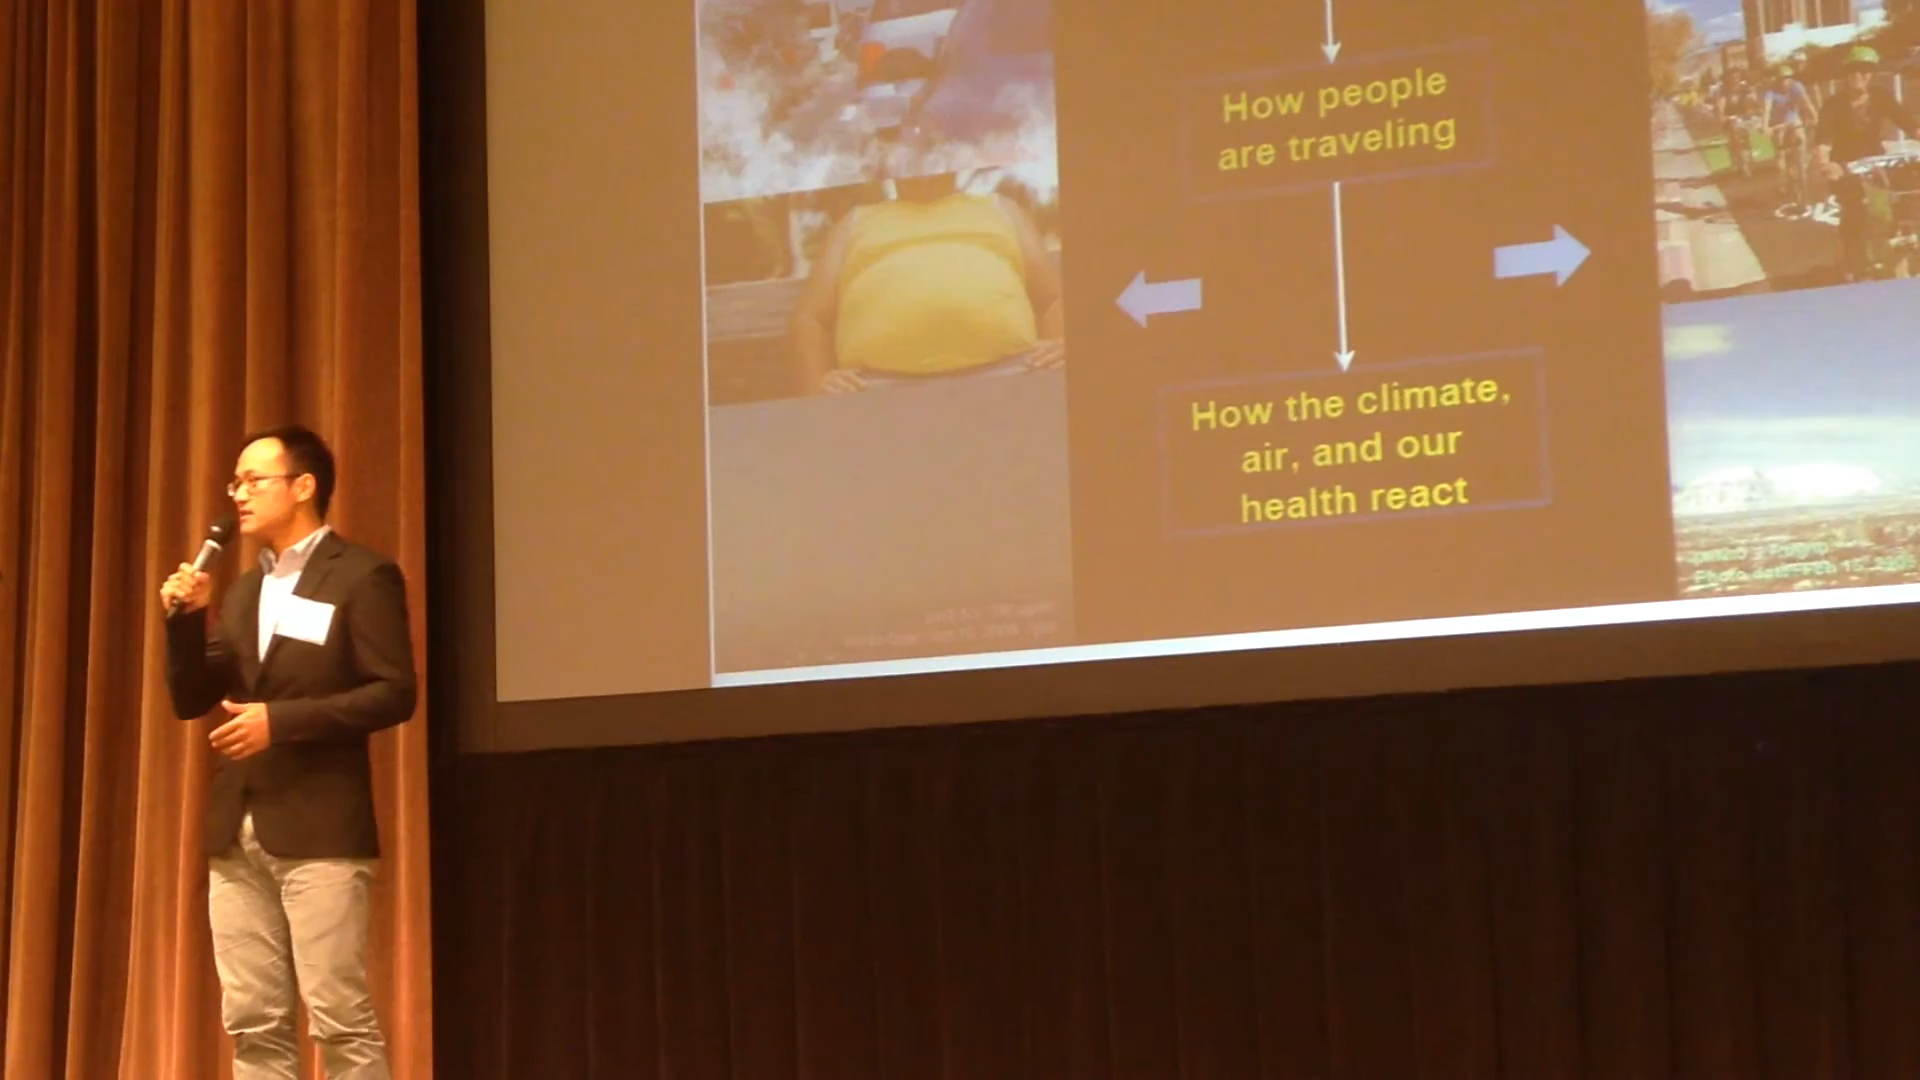 How people
are traveling
How the climate,
air, and our
health react